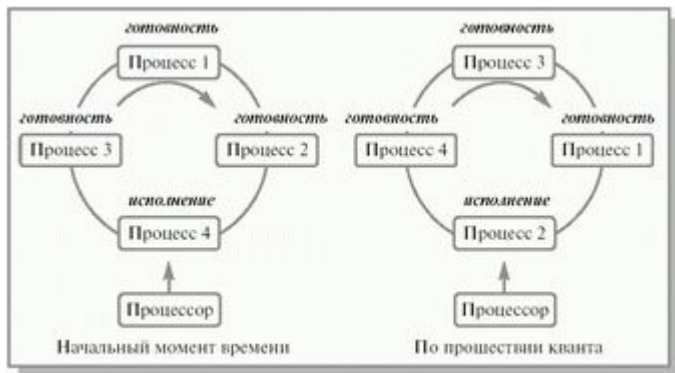 готовность
Процесс 1
готовность
готовность
Процесс 3
Процесс 2
исполнение
Процесс 4
Процессор
Начальный момент времени
готовность
Процесс 3
готовность
готовность
Процесс 4
Процесс 1
исполнение
Процесс 2
Процессор
По прошествии кванта